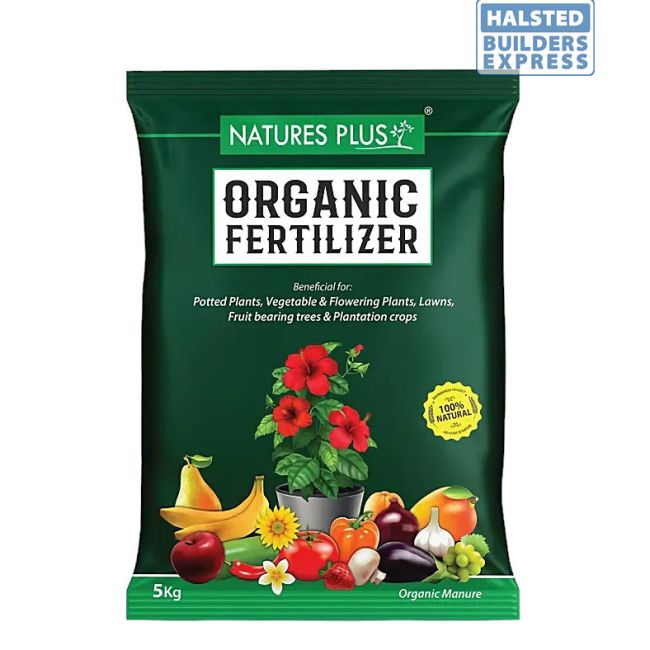 HALSTED
BUILDERS
EXPRESS
®
NATURES PLUS
ORGANIC
FERTILIZER
Beneficial for:
Potted Plants, Vegetable & Flowering Plants, Lawns,
Fruit bearing trees & Plantation crops
100%
NATURAL
5Kg
Organic Manure